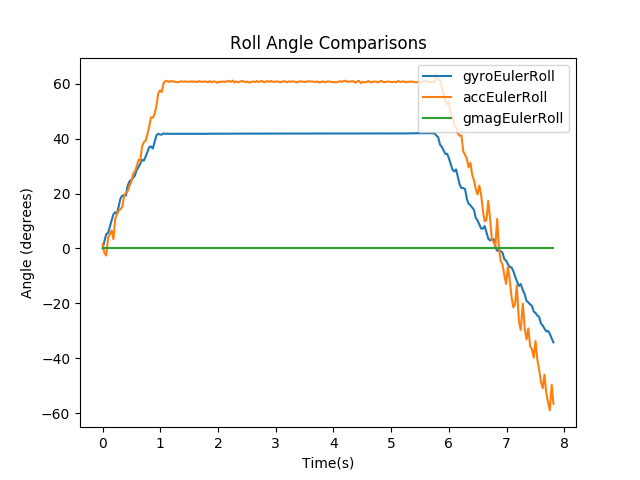 Roll Angle Comparisons
gyroEulerRoll
accEulerRoll
gmagEulerRoll
Angle (degrees)
60
40
20
0
−20
−40
−60
0 1 2 3 4 5 6 7 8
Time(s)